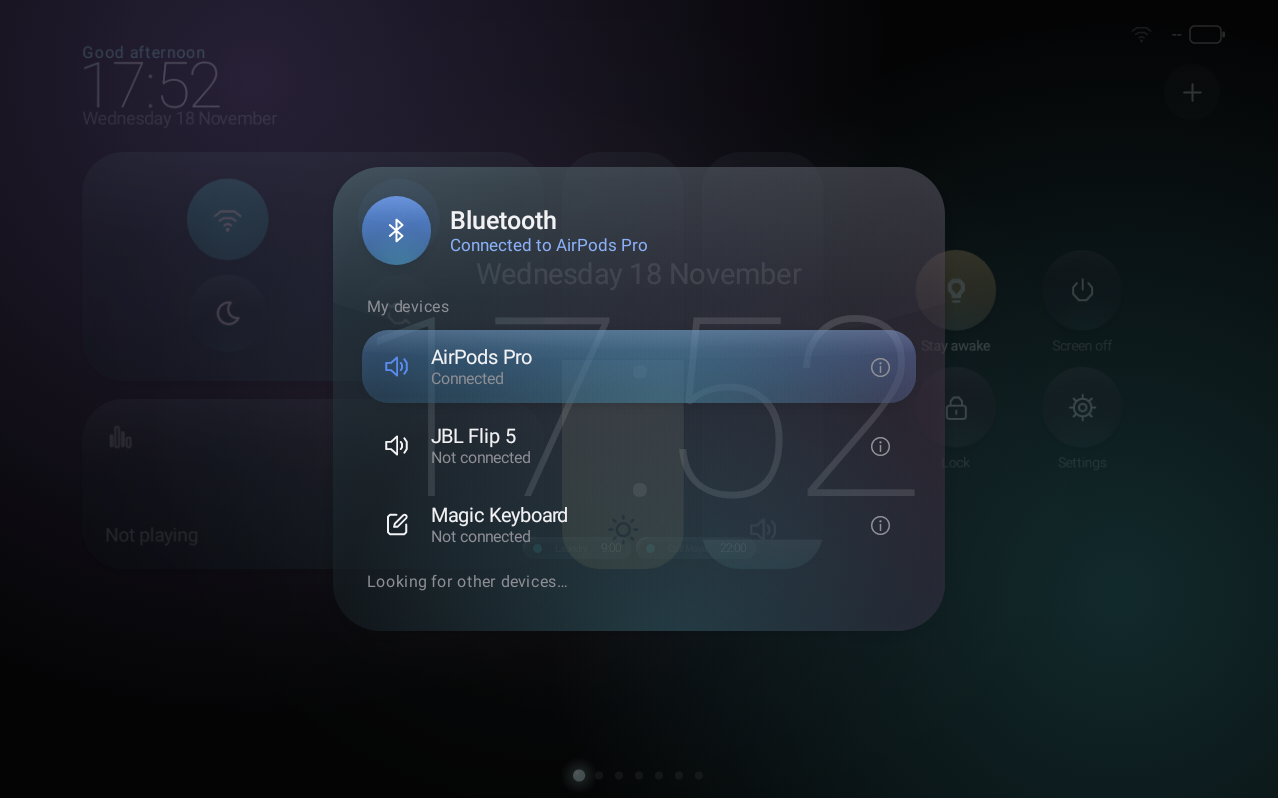 Good afternoon
17:52
Wednesday 18 November
--
Bluetooth
Connected to AirPods Pro
Wednesday 18 November
17:52
My devices
AirPods Pro
Connected
JBL Flip 5
Not connected
Magic Keyboard
Not connected
Looking for other devices…
Stay awake
Screen off
Lock
Settings
Not playing
9:00
22:00